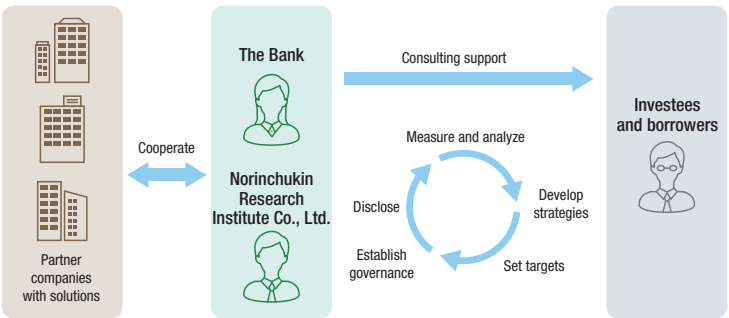 Partner
companies
with solutions
Cooperate
The Bank
Norinchukin
Research
Institute Co., Ltd.
Consulting support
Measure and analyze
Develop
strategies
Set targets
Establish
governance
Disclose
Investees
and borrowers